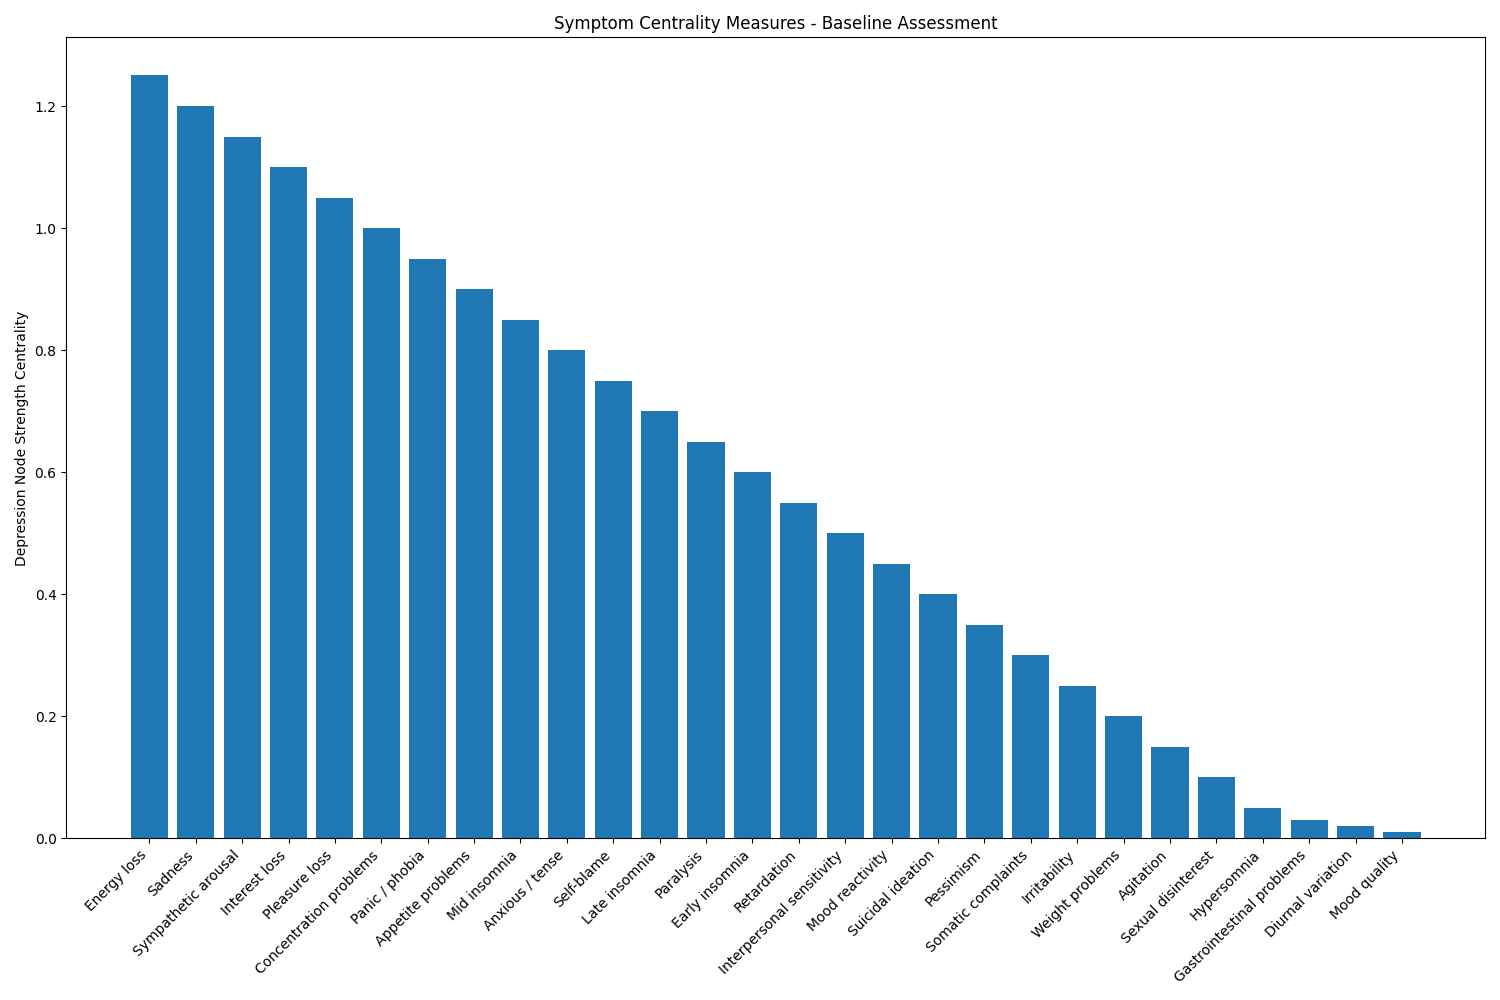 Symptom Centrality Measures - Baseline Assessment
Depression Node Strength Centrality
1.2
1.0
0.8
0.6
0.4
0.2
0.0
Energy loss
Sadness
Sympathetic arousal
Interest loss
Pleasure loss
Concentration problems
Panic / phobia
Appetite problems
Mid insomnia
Anxious / tense
Self-blame
Late insomnia
Paralysis
Early insomnia
Retardation
Interpersonal sensitivity
Mood reactivity
Suicidal ideation
Pessimism
Somatic complaints
Irritability
Weight problems
Agitation
Sexual disinterest
Hypersomnia
Gastrointestinal problems
Diurnal variation
Mood quality